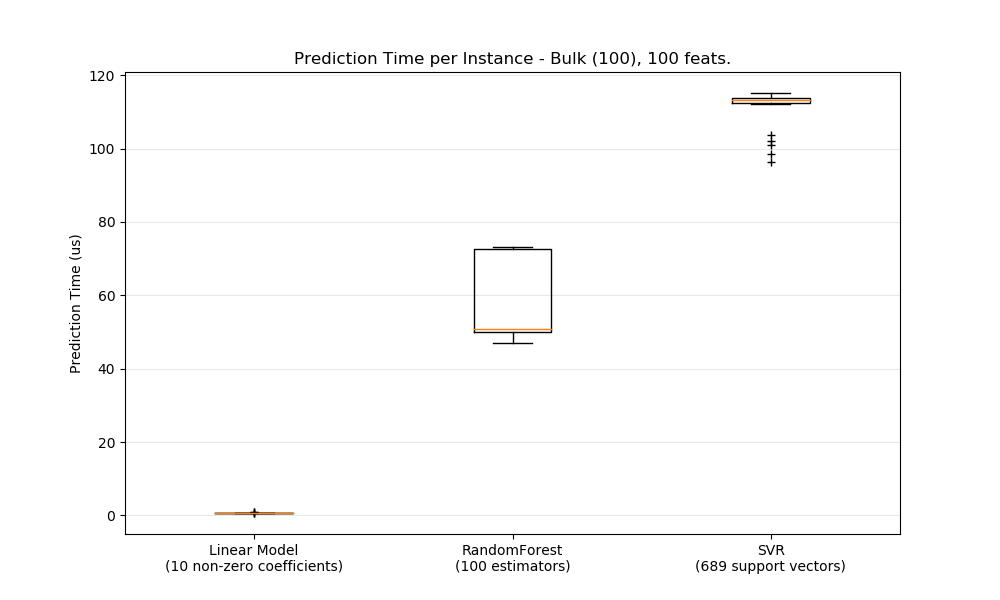 Prediction Time per Instance - Bulk (100), 100 feats.
120
100
80
60
40
20
0
Prediction Time (us)
Linear Model
(10 non-zero coefficients)
RandomForest
(100 estimators)
SVR
(689 support vectors)